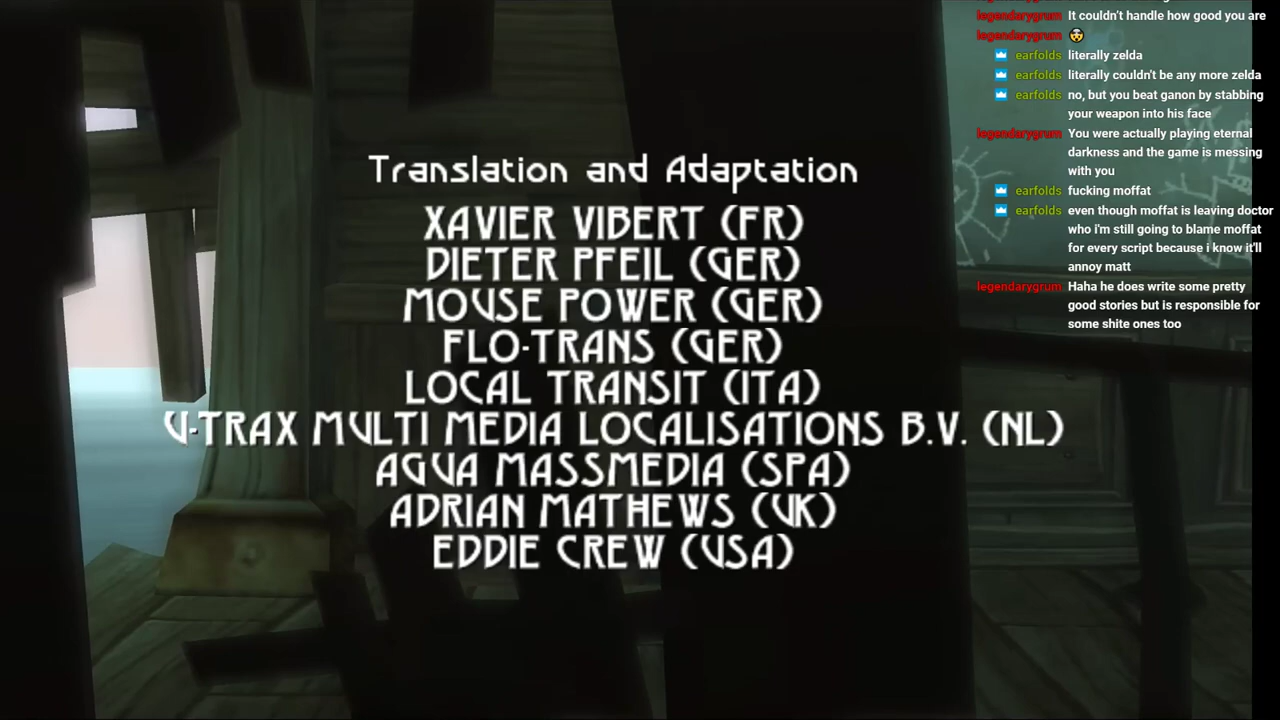 Translation and Adaptation
XAVIER VIBERT (FR)
DIETER PFEIL (GER)
MOUSE POWER (GER)
FLO-TRANS (GER)
LOCAL TRANSIT (ITA)
U-TRAX MULTI MEDIA LOCALISATIONS B.V. (NL)
AGUA MASSMEDIA (SPA)
ADRIAN MATHEWS (UK)
EDDIE CREW (USA)
legendarygrum It couldn't handle how good you are
legendarygrum
earfolds literally zelda
earfolds literally couldn't be any more zelda
earfolds no, but you beat ganon by stabbing
your weapon into his face
legendarygrum You were actually playing eternal
darkness and the game is messing
with you
earfolds fucking moffat
earfolds even though moffat is leaving doctor
who i'm still going to blame moffat
for every script because i know it'll
annoy matt
legendarygrum Haha he does write some pretty
good stories but is responsible for
some shite ones too